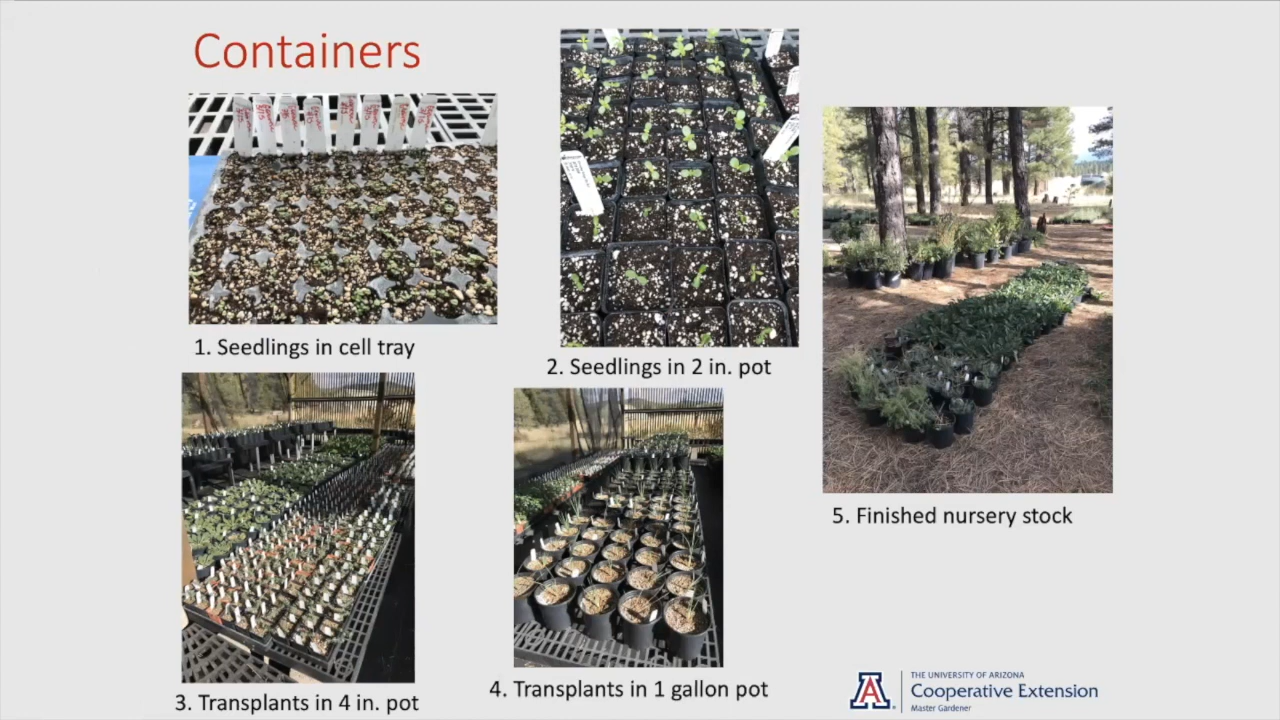 Containers
1. Seedlings in cell tray
2. Seedlings in 2 in. pot
3. Transplants in 4 in. pot
4. Transplants in 1 gallon pot
5. Finished nursery stock
A
THE UNIVERSITY OF ARIZONA
Cooperative Extension
Master Gardener